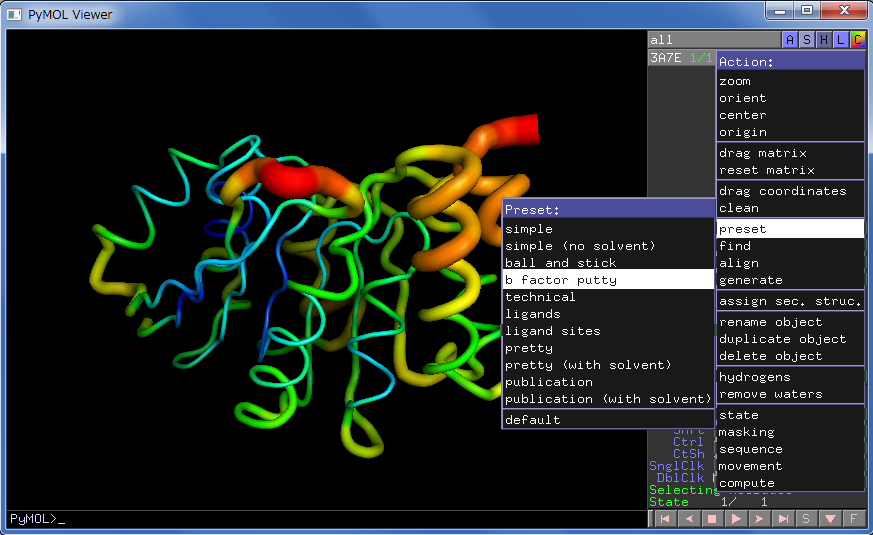 PyMOL Viewer
all
A S H L C
3A7E 1/1
Action:
zoom
orient
center
origin
drag matrix
reset matrix
drag coordinates
clean
preset
find
align
generate
assign sec. struc.
rename object
duplicate object
delete object
hydrogens
remove waters
state
masking
sequence
movement
compute
Preset:
simple
simple (no solvent)
ball and stick
b factor putty
technical
ligands
ligand sites
pretty
pretty (with solvent)
publication
publication (with solvent)
default
Shft
Ctrl
CtSh
SnglClk
DblClk
Selecting
State 1/ 1
PyMOL>_
S F